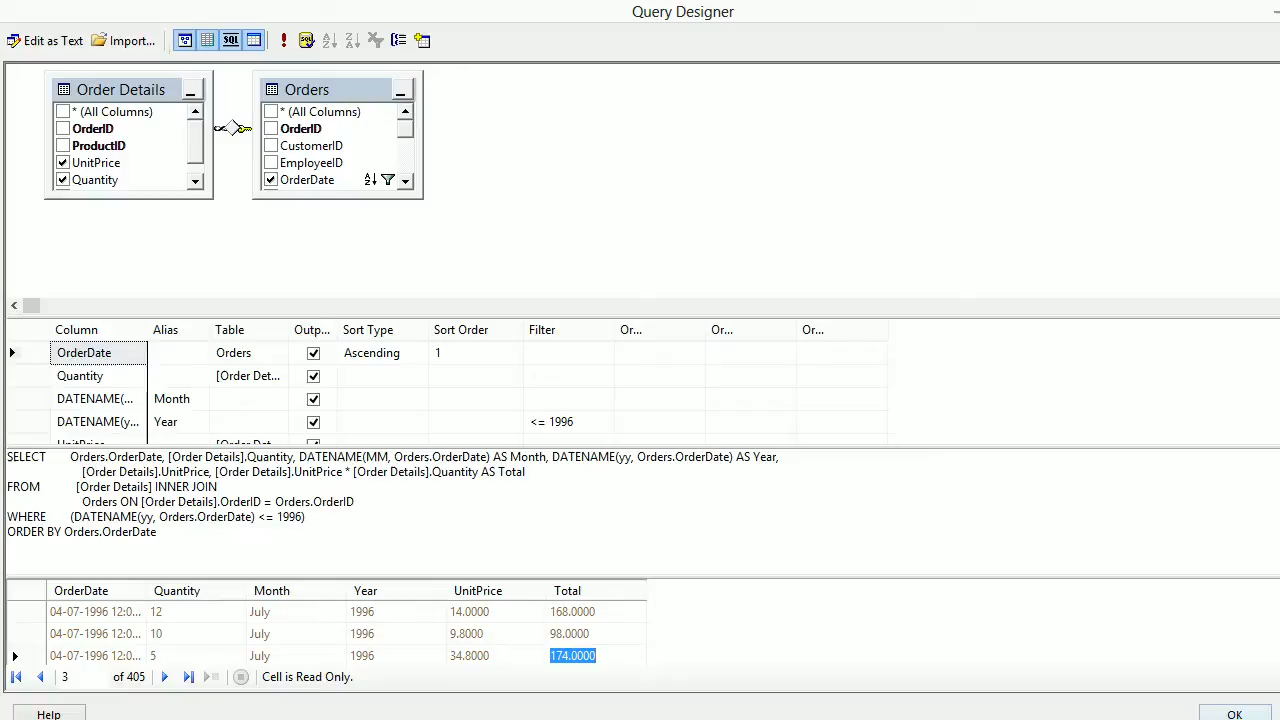 Query Designer
Edit as Text Import... SQL
Order Details
* (All Columns)
OrderID
ProductID
UnitPrice
Quantity
Orders
* (All Columns)
OrderID
CustomerID
EmployeeID
OrderDate
Column Alias Table Outp... Sort Type Sort Order Filter Or... Or... Or...
OrderDate Orders Ascending 1
Quantity [Order Det...
DATENAME(... Month
DATENAME(y... Year <= 1996
UnitPrice [Order Det
SELECT Orders.OrderDate, [Order Details].Quantity, DATENAME(MM, Orders.OrderDate) AS Month, DATENAME(yy, Orders.OrderDate) AS Year,
[Order Details].UnitPrice, [Order Details].UnitPrice * [Order Details].Quantity AS Total
FROM [Order Details] INNER JOIN
Orders ON [Order Details].OrderID = Orders.OrderID
WHERE (DATENAME(yy, Orders.OrderDate) <= 1996)
ORDER BY Orders.OrderDate
OrderDate Quantity Month Year UnitPrice Total
04-07-1996 12:0... 12 July 1996 14.0000 168.0000
04-07-1996 12:0... 10 July 1996 9.8000 98.0000
04-07-1996 12:0... 5 July 1996 34.8000 174.0000
3 of 405 Cell is Read Only.
Help OK